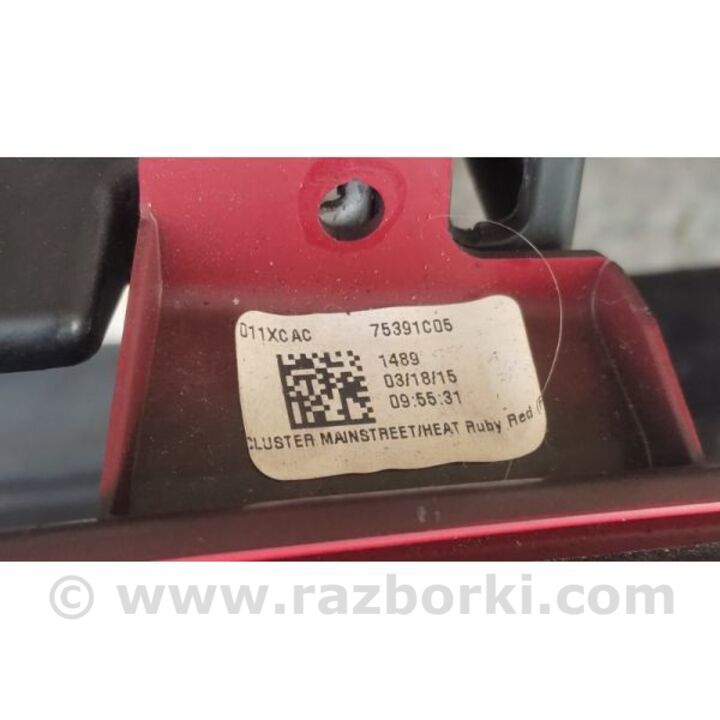 011XCAC 75391C05
1489
03/18/15
09:55:31
CLUSTER MAINSTREET/HEAT Ruby Red
© www.razborki.com